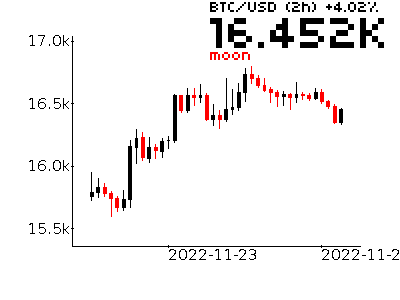 BTC/USD (2h) +4.02%
16.452K
moon
17.0k
16.5k
16.0k
15.5k
2022-11-23
2022-11-2